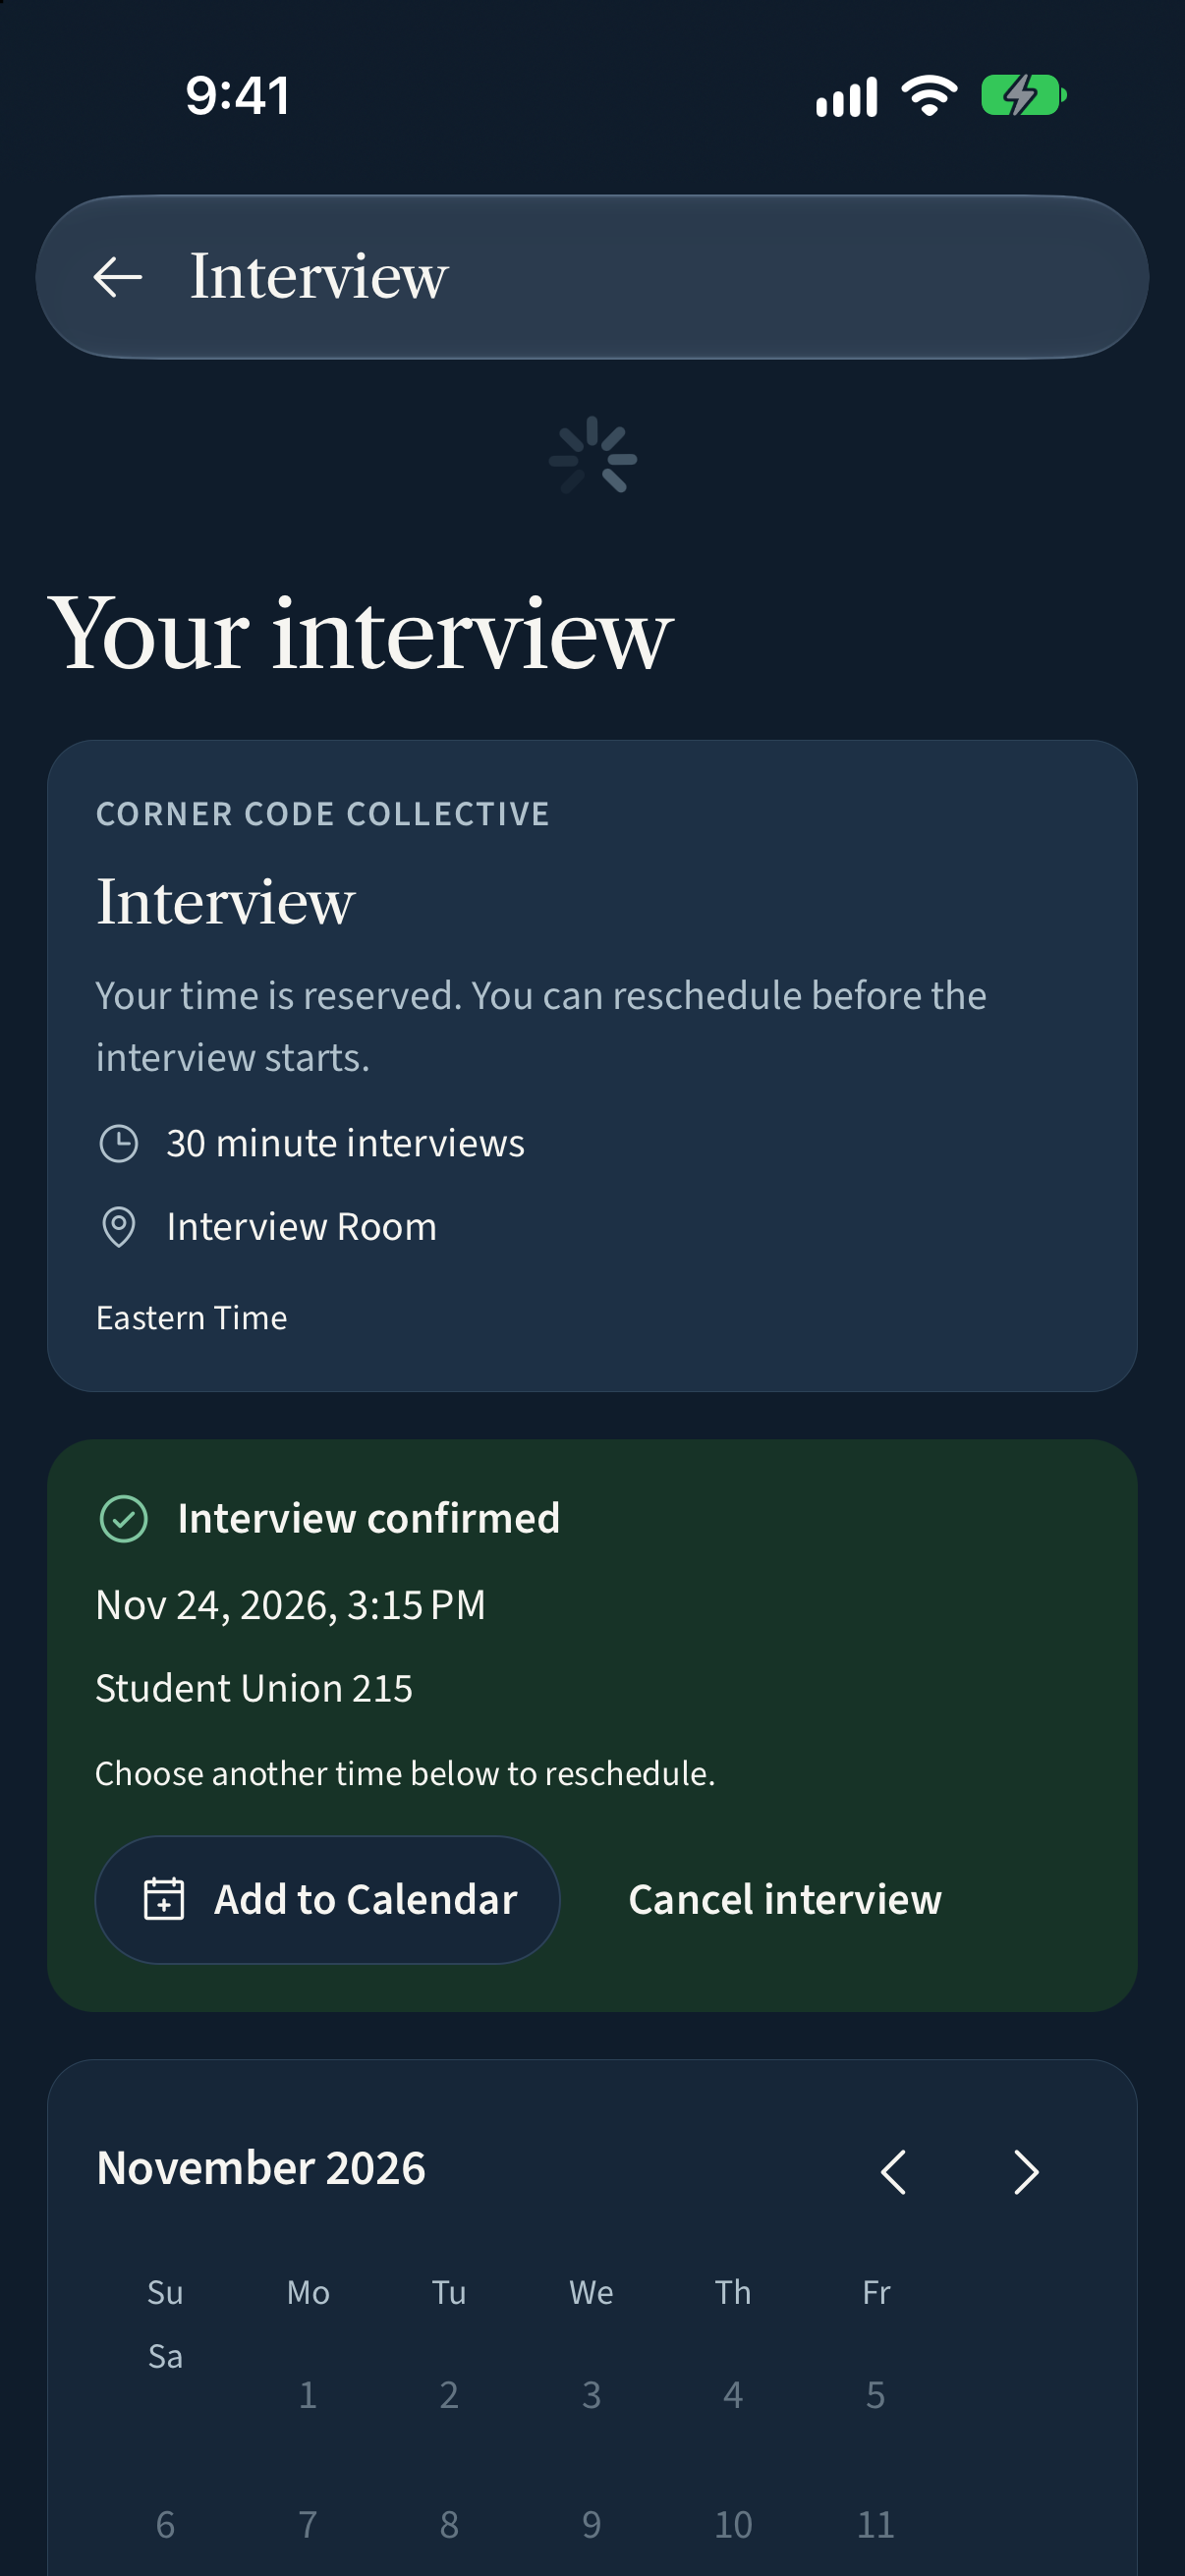 9:41
Interview
Your interview
CORNER CODE COLLECTIVE
Interview
Your time is reserved. You can reschedule before the
interview starts.
30 minute interviews
Interview Room
Eastern Time
Interview confirmed
Nov 24, 2026, 3:15 PM
Student Union 215
Choose another time below to reschedule.
Add to Calendar Cancel interview
November 2026
Su Mo Tu We Th Fr
Sa
1 2 3 4 5
6 7 8 9 10 11